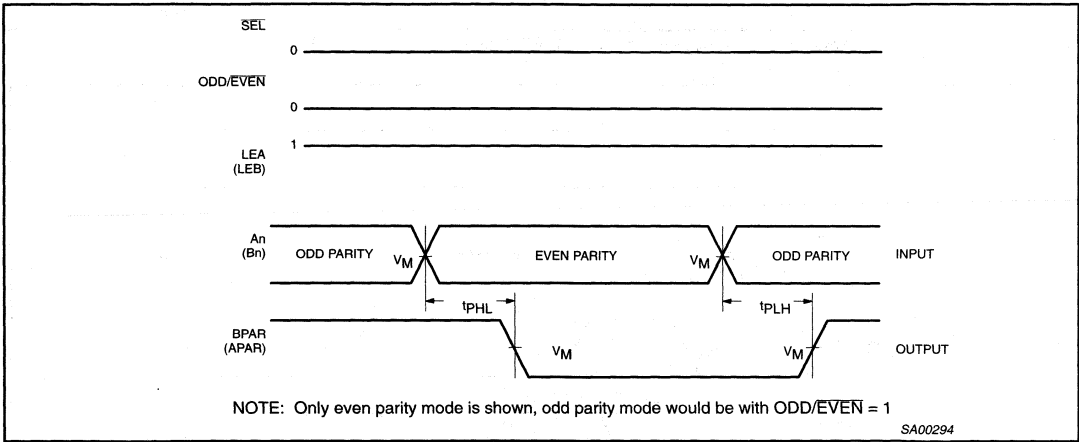 SEL
0
ODD/EVEN
0
LEA
(LEB)
1
An
(Bn)
ODD PARITY
VM
EVEN PARITY
VM
ODD PARITY
INPUT
tPHL
tPLH
BPAR
(APAR)
VM
VM
OUTPUT
NOTE: Only even parity mode is shown, odd parity mode would be with ODD/EVEN = 1
SA00294